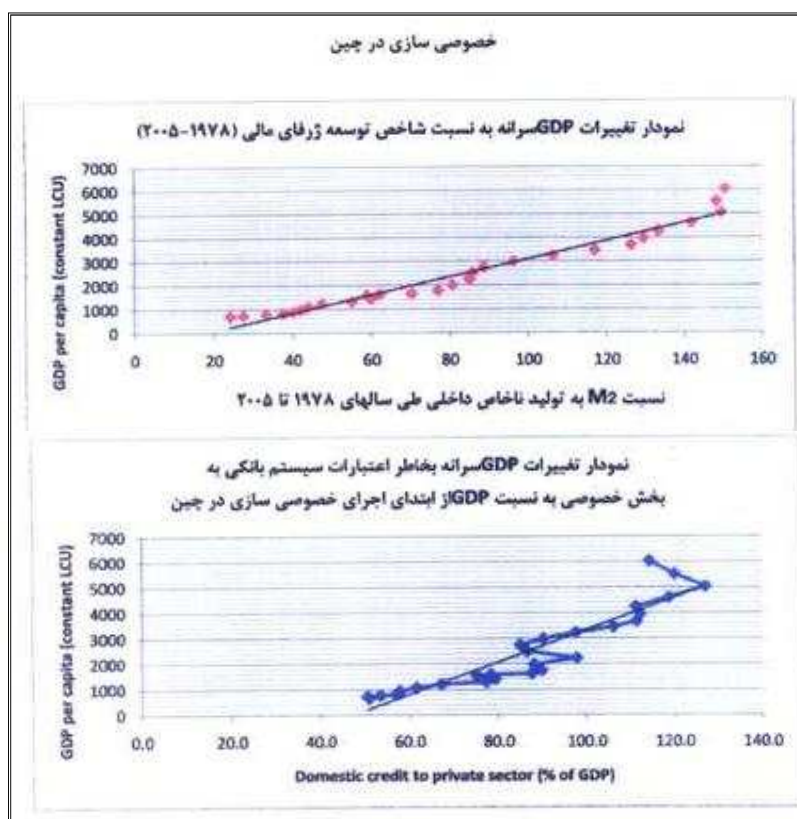 خصوصی سازی در چین
نمودار تغییرات GDPسرانه به نسبت شاخص توسعه ژرفای مالی (۱۹۷۸-۲۰۰۵)
GDP per capita (constant LCU)
7000
6000
5000
4000
3000
2000
1000
0
0 20 40 60 80 100 120 140 160
نسبت M2 به تولید ناخاص داخلی طی سالهای ۱۹۷۸ تا ۲۰۰۵
نمودار تغییرات GDPسرانه بخاطر اعتبارات سیستم بانکی به
بخش خصوصی به نسبت GDPاز ابتدای اجرای خصوصی سازی در چین
GDP per capita (constant LCU)
7000
6000
5000
4000
3000
2000
1000
0
0.0 20.0 40.0 60.0 80.0 100.0 120.0 140.0
Domestic credit to private sector (% of GDP)